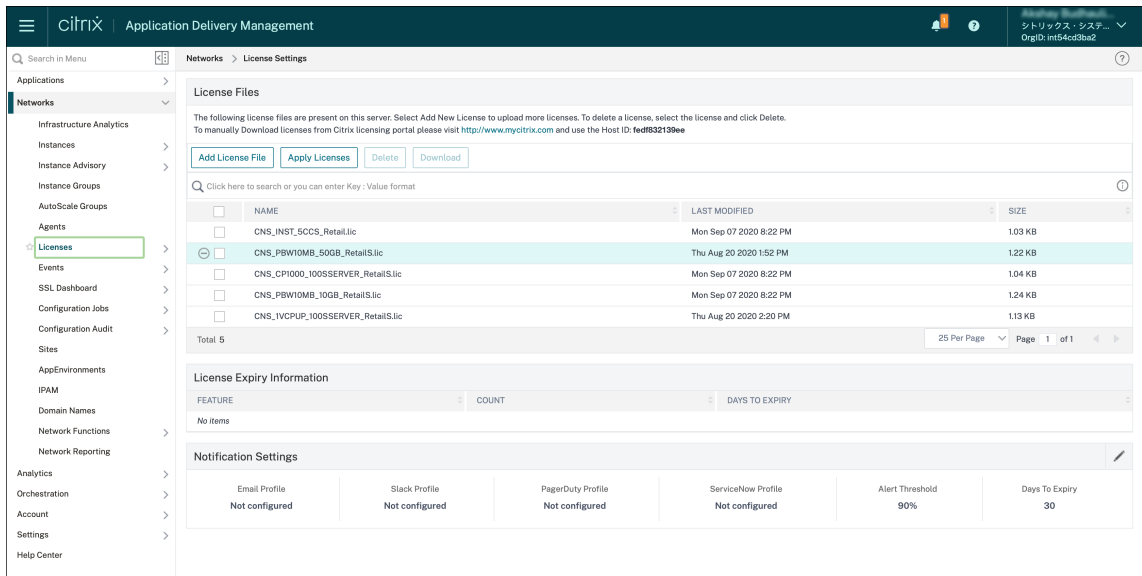 citrix | Application Delivery Management
1
?
シトリックス・システ...
OrgID: int54cd3ba2
Search in Menu
Networks > License Settings
?
Applications
Networks
Infrastructure Analytics
Instances
Instance Advisory
Instance Groups
AutoScale Groups
Agents
Licenses
Events
SSL Dashboard
Configuration Jobs
Configuration Audit
Sites
AppEnvironments
IPAM
Domain Names
Network Functions
Network Reporting
Analytics
Orchestration
Account
Settings
Help Center
License Files
The following license files are present on this server. Select Add New License to upload more licenses. To delete a license, select the license and click Delete.
To manually Download licenses from Citrix licensing portal please visit http://www.mycitrix.com and use the Host ID: fedf832139ee
Add License File Apply Licenses Delete Download
Click here to search or you can enter Key : Value format
NAME LAST MODIFIED SIZE
CNS_INST_5CCS_Retail.lic Mon Sep 07 2020 8:22 PM 1.03 KB
CNS_PBW10MB_50GB_RetailS.lic Thu Aug 20 2020 1:52 PM 1.22 KB
CNS_CP1000_100SSERVER_RetailS.lic Mon Sep 07 2020 8:22 PM 1.04 KB
CNS_PBW10MB_10GB_RetailS.lic Mon Sep 07 2020 8:22 PM 1.24 KB
CNS_1VCPUP_100SSERVER_RetailS.lic Thu Aug 20 2020 2:20 PM 1.13 KB
Total 5 25 Per Page Page 1 of 1
License Expiry Information
FEATURE COUNT DAYS TO EXPIRY
No items
Notification Settings
Email Profile Slack Profile PagerDuty Profile ServiceNow Profile Alert Threshold Days To Expiry
Not configured Not configured Not configured Not configured 90% 30